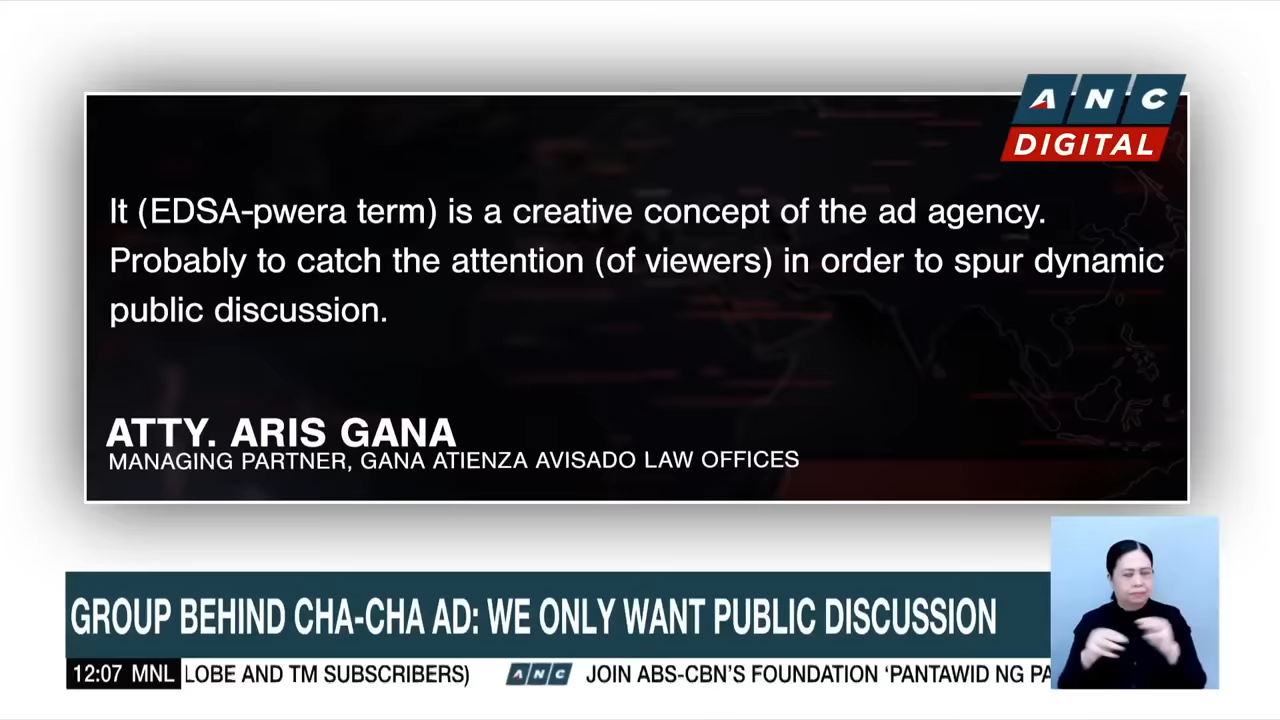 ANC
DIGITAL
It (EDSA-pwera term) is a creative concept of the ad agency.
Probably to catch the attention (of viewers) in order to spur dynamic
public discussion.
ATTY. ARIS GANA
MANAGING PARTNER, GANA ATIENZA AVISADO LAW OFFICES
GROUP BEHIND CHA-CHA AD: WE ONLY WANT PUBLIC DISCUSSION
12:07 MNL LOBE AND TM SUBSCRIBERS) ANC JOIN ABS-CBN'S FOUNDATION 'PANTAWID NG PA